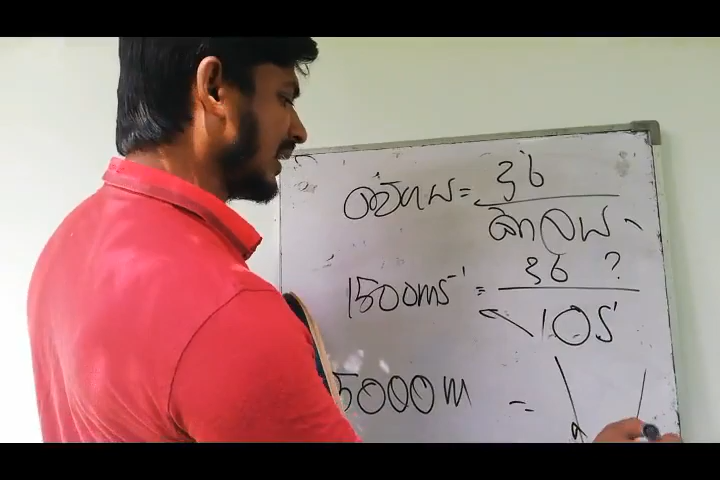 වේගය = දුර
කාලය
1500ms⁻¹ = දුර ?
10s
5000m =